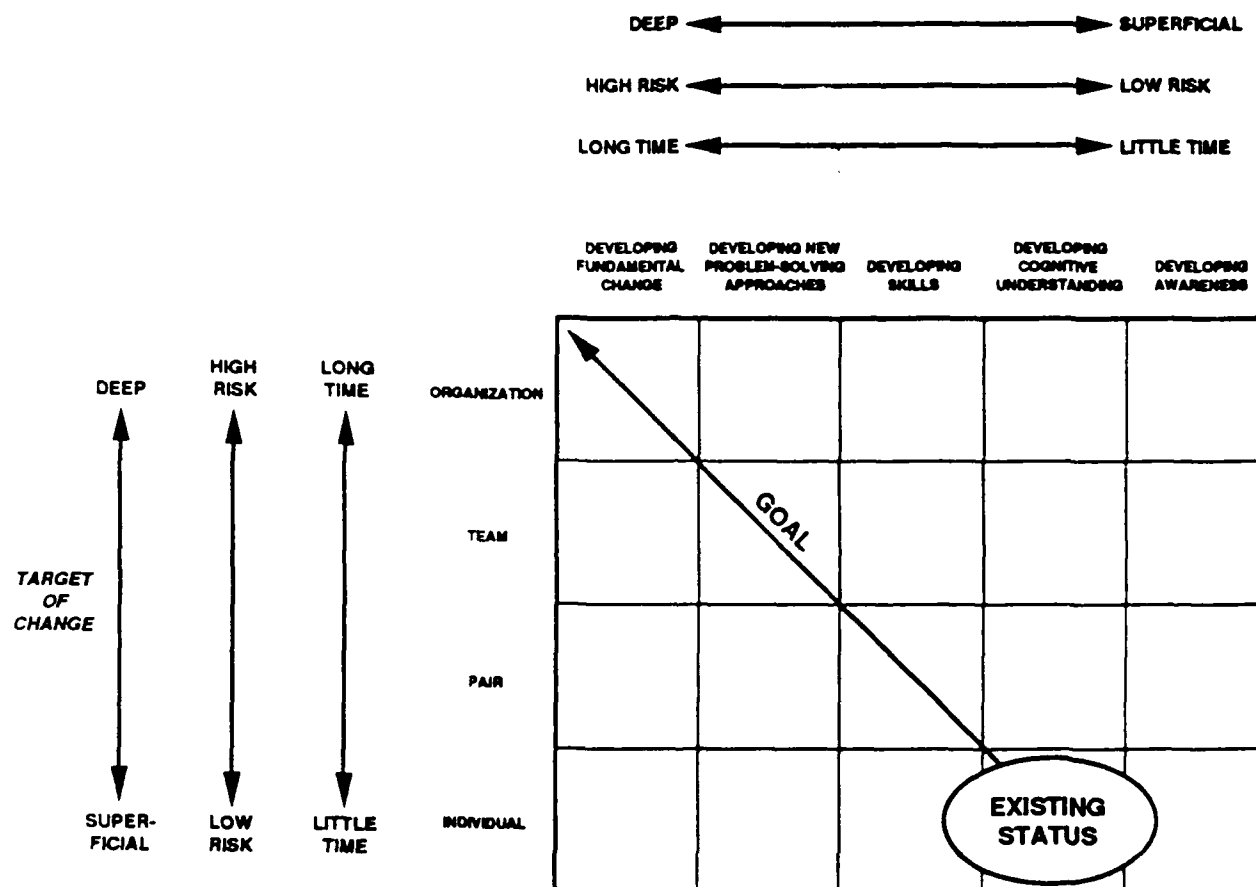 DEEP SUPERFICIAL
HIGH RISK LOW RISK
LONG TIME LITTLE TIME
DEVELOPING
FUNDAMENTAL
CHANGE
DEVELOPING NEW
PROBLEM-SOLVING
APPROACHES
DEVELOPING
SKILLS
DEVELOPING
COGNITIVE
UNDERSTANDING
DEVELOPING
AWARENESS
DEEP
HIGH
RISK
LONG
TIME
ORGANIZATION
TEAM
GOAL
TARGET
OF
CHANGE
PAIR
SUPER-
FICIAL
LOW
RISK
LITTLE
TIME
INDIVIDUAL
EXISTING
STATUS